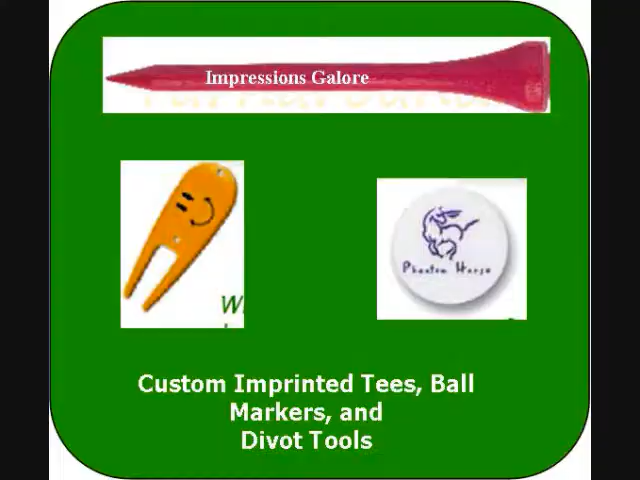 Impressions Galore
Phantom Horse
Custom Imprinted Tees, Ball
Markers, and
Divot Tools